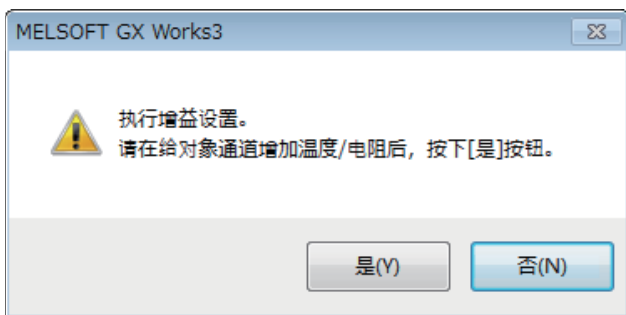 MELSOFT GX Works3
执行增益设置。
请在给对象通道增加温度/电阻后，按下[是]按钮。
是(Y)
否(N)